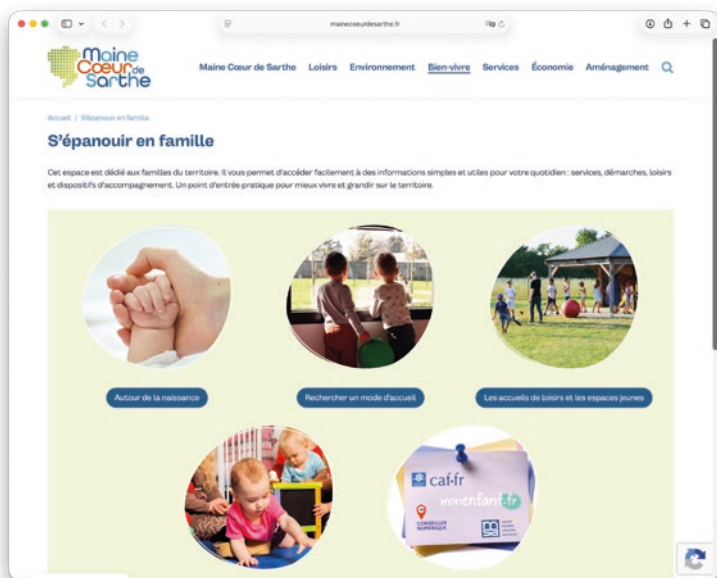 mainecoeurdesarthe.fr
Maine
Cœur de
Sarthe
Maine Cœur de Sarthe Loisirs Environnement Bien-vivre Services Économie Aménagement
Accueil / S'épanouir en famille
S'épanouir en famille
Cet espace est dédié aux familles du territoire. Il vous permet d'accéder facilement à des informations simples et utiles pour votre quotidien : services, démarches, loisirs
et dispositifs d'accompagnement. Un point d'entrée pratique pour mieux vivre et grandir sur le territoire.
Autour de la naissance
Rechercher un mode d'accueil
Les accueils de loisirs et les espaces jeunes
caf.fr
monenfant.fr
CONSEILLER
NUMÉRIQUE